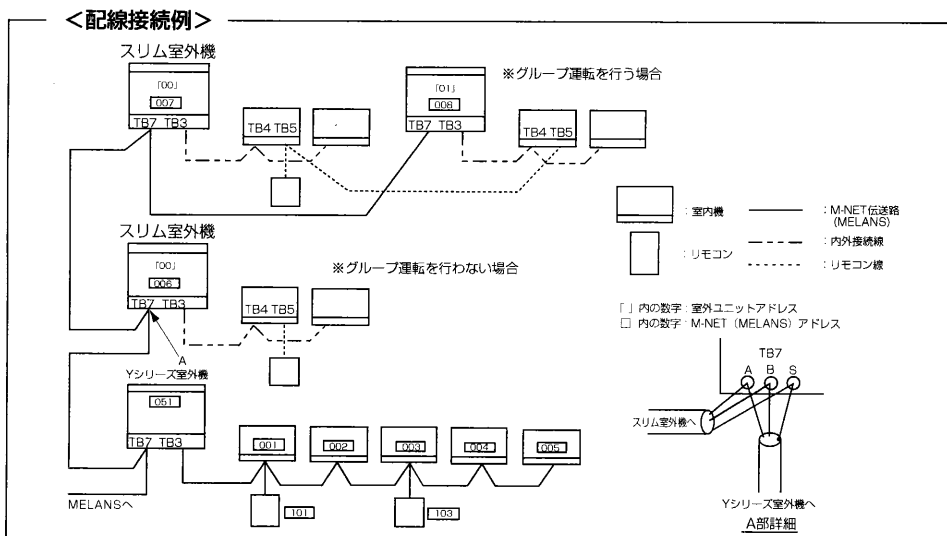 ＜配線接続例＞
スリム室外機
「00」
007
TB7 TB3
TB4 TB5
「01」
008
TB7 TB3
TB4 TB5
※グループ運転を行う場合
スリム室外機
「00」
006
TB7 TB3
TB4 TB5
※グループ運転を行わない場合
A
：室内機
：リモコン
：M-NET伝送路
(MELANS)
：内外接続線
：リモコン線
「」内の数字：室外ユニットアドレス
□ 内の数字：M-NET（MELANS）アドレス
Yシリーズ室外機
051
TB7 TB3
001
002
003
004
005
101
103
MELANSへ
TB7
A B S
スリム室外機へ
Yシリーズ室外機へ
A部詳細